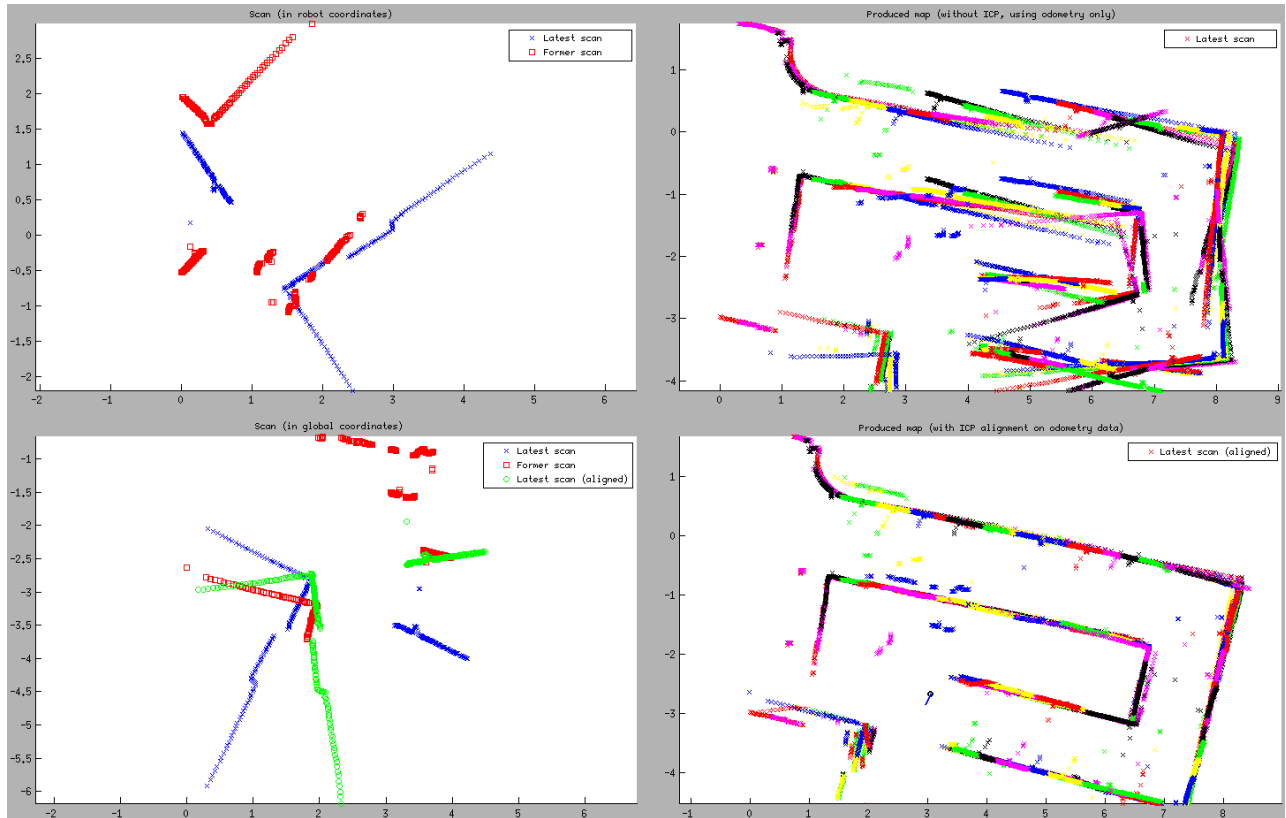 Scan (in robot coordinates)
Latest scan
Former scan
2.5
2
1.5
1
0.5
0
-0.5
-1
-1.5
-2
-2 -1 0 1 2 3 4 5 6
Produced map (without ICP, using odometry only)
Latest scan
1
0
-1
-2
-3
-4
0 1 2 3 4 5 6 7 8 9
Scan (in global coordinates)
Latest scan
Former scan
Latest scan (aligned)
-1
-1.5
-2
-2.5
-3
-3.5
-4
-4.5
-5
-5.5
-6
-2 -1 0 1 2 3 4 5 6
Produced map (with ICP alignment on odometry data)
Latest scan (aligned)
1
0
-1
-2
-3
-4
-1 0 1 2 3 4 5 6 7 8